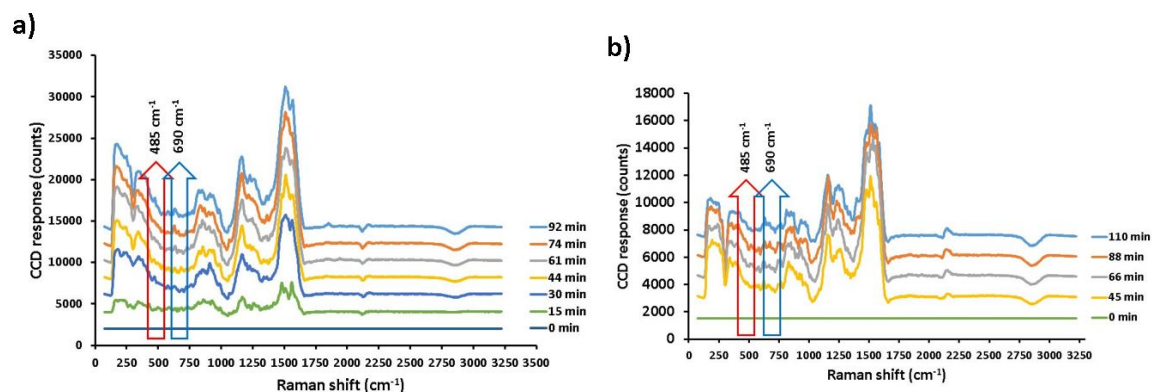 a)
35000
30000
25000
20000
15000
10000
5000
0
CCD response (counts)
485 cm-1
690 cm-1
92 min
74 min
61 min
44 min
30 min
15 min
0 min
0 250 500 750 1000 1250 1500 1750 2000 2250 2500 2750 3000 3250 3500
Raman shift (cm-1)
b)
18000
16000
14000
12000
10000
8000
6000
4000
2000
0
CCD response (counts)
485 cm-1
690 cm-1
110 min
88 min
66 min
45 min
0 min
0 250 500 750 1000 1250 1500 1750 2000 2250 2500 2750 3000 3250
Raman shift (cm-1)